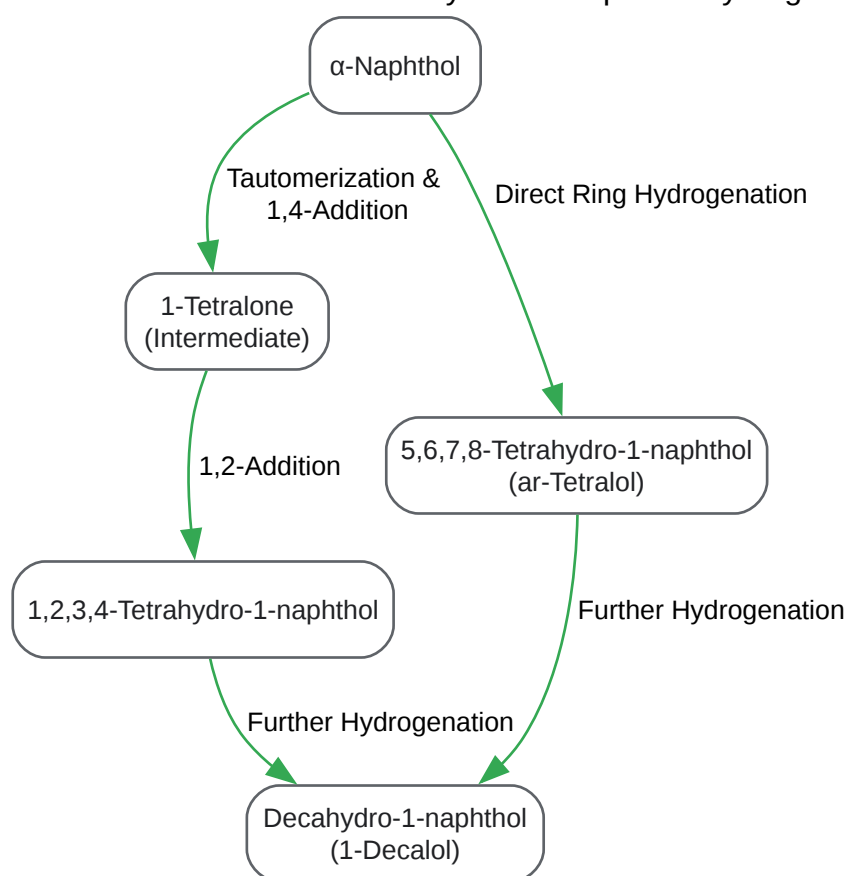 α-Naphthol
Tautomerization &
1,4-Addition
Direct Ring Hydrogenation
1-Tetralone
(Intermediate)
5,6,7,8-Tetrahydro-1-naphthol
(ar-Tetralol)
1,2-Addition
1,2,3,4-Tetrahydro-1-naphthol
Further Hydrogenation
Further Hydrogenation
Decahydro-1-naphthol
(1-Decalol)